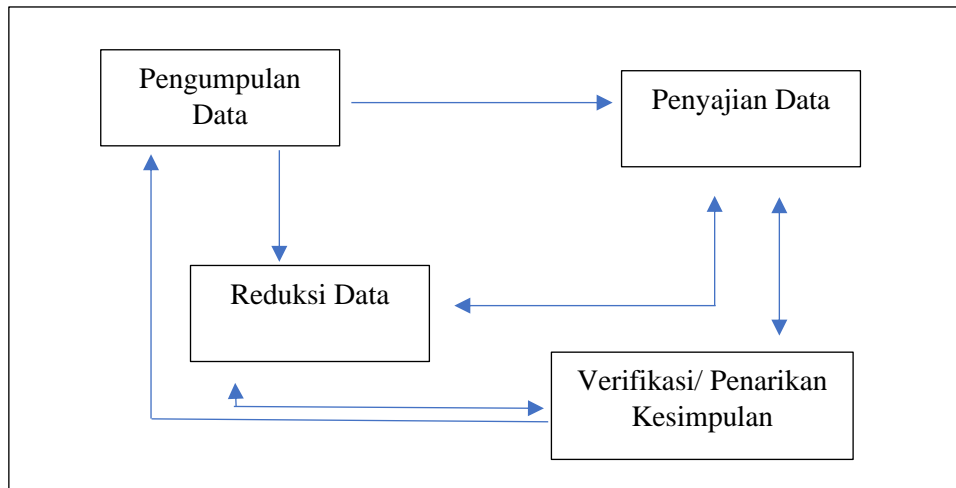 Pengumpulan
Data
Penyajian Data
Reduksi Data
Verifikasi/ Penarikan
Kesimpulan